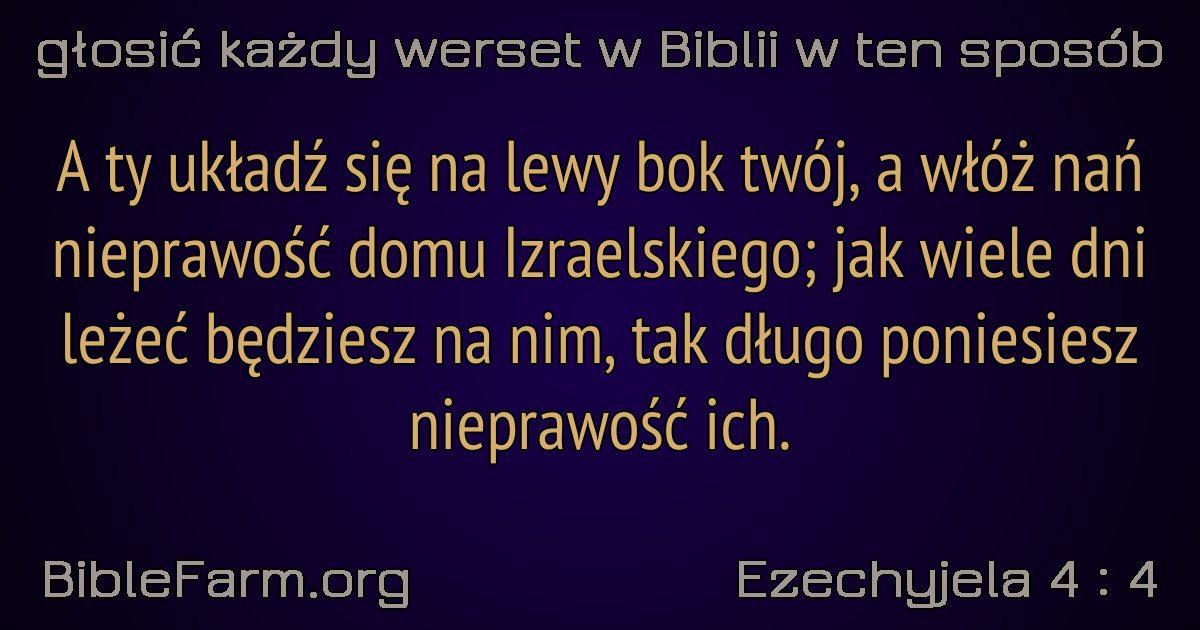 głosić każdy werset w Biblii w ten sposób
A ty układź się na lewy bok twój, a włóż nań
nieprawość domu Izraelskiego; jak wiele dni
leżeć będziesz na nim, tak długo poniesiesz
nieprawość ich.
BibleFarm.org
Ezechyjela 4 : 4